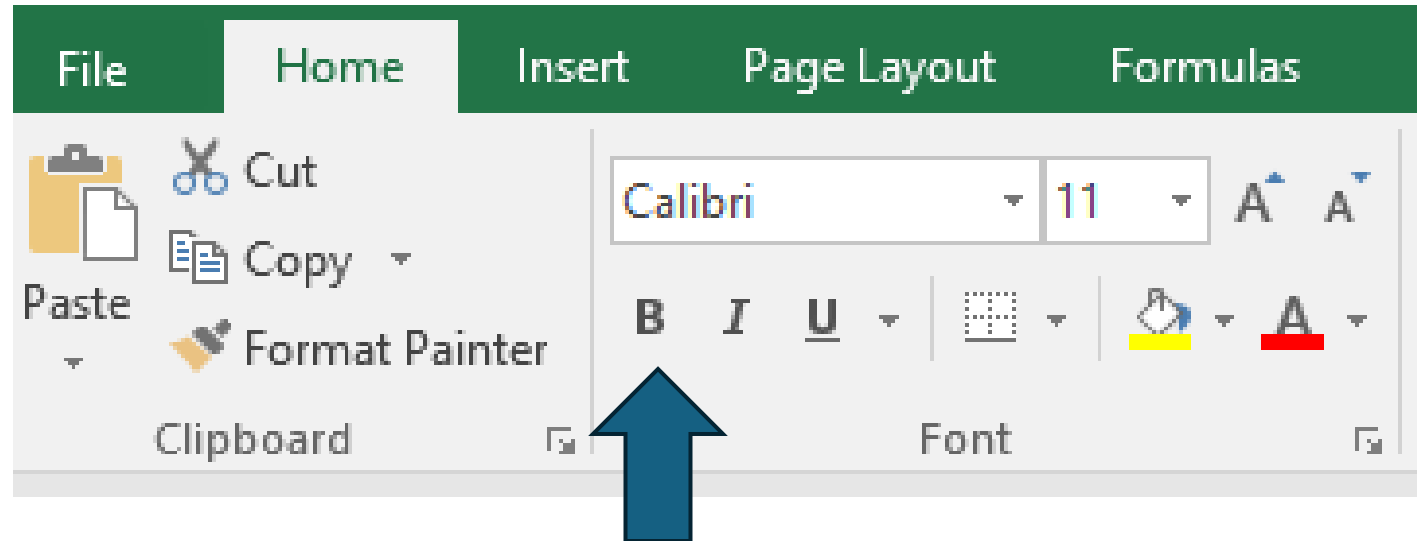 File Home Insert Page Layout Formulas
Cut
Calibri 11 A A
Copy
Paste
B I U A
Format Painter
Clipboard Font